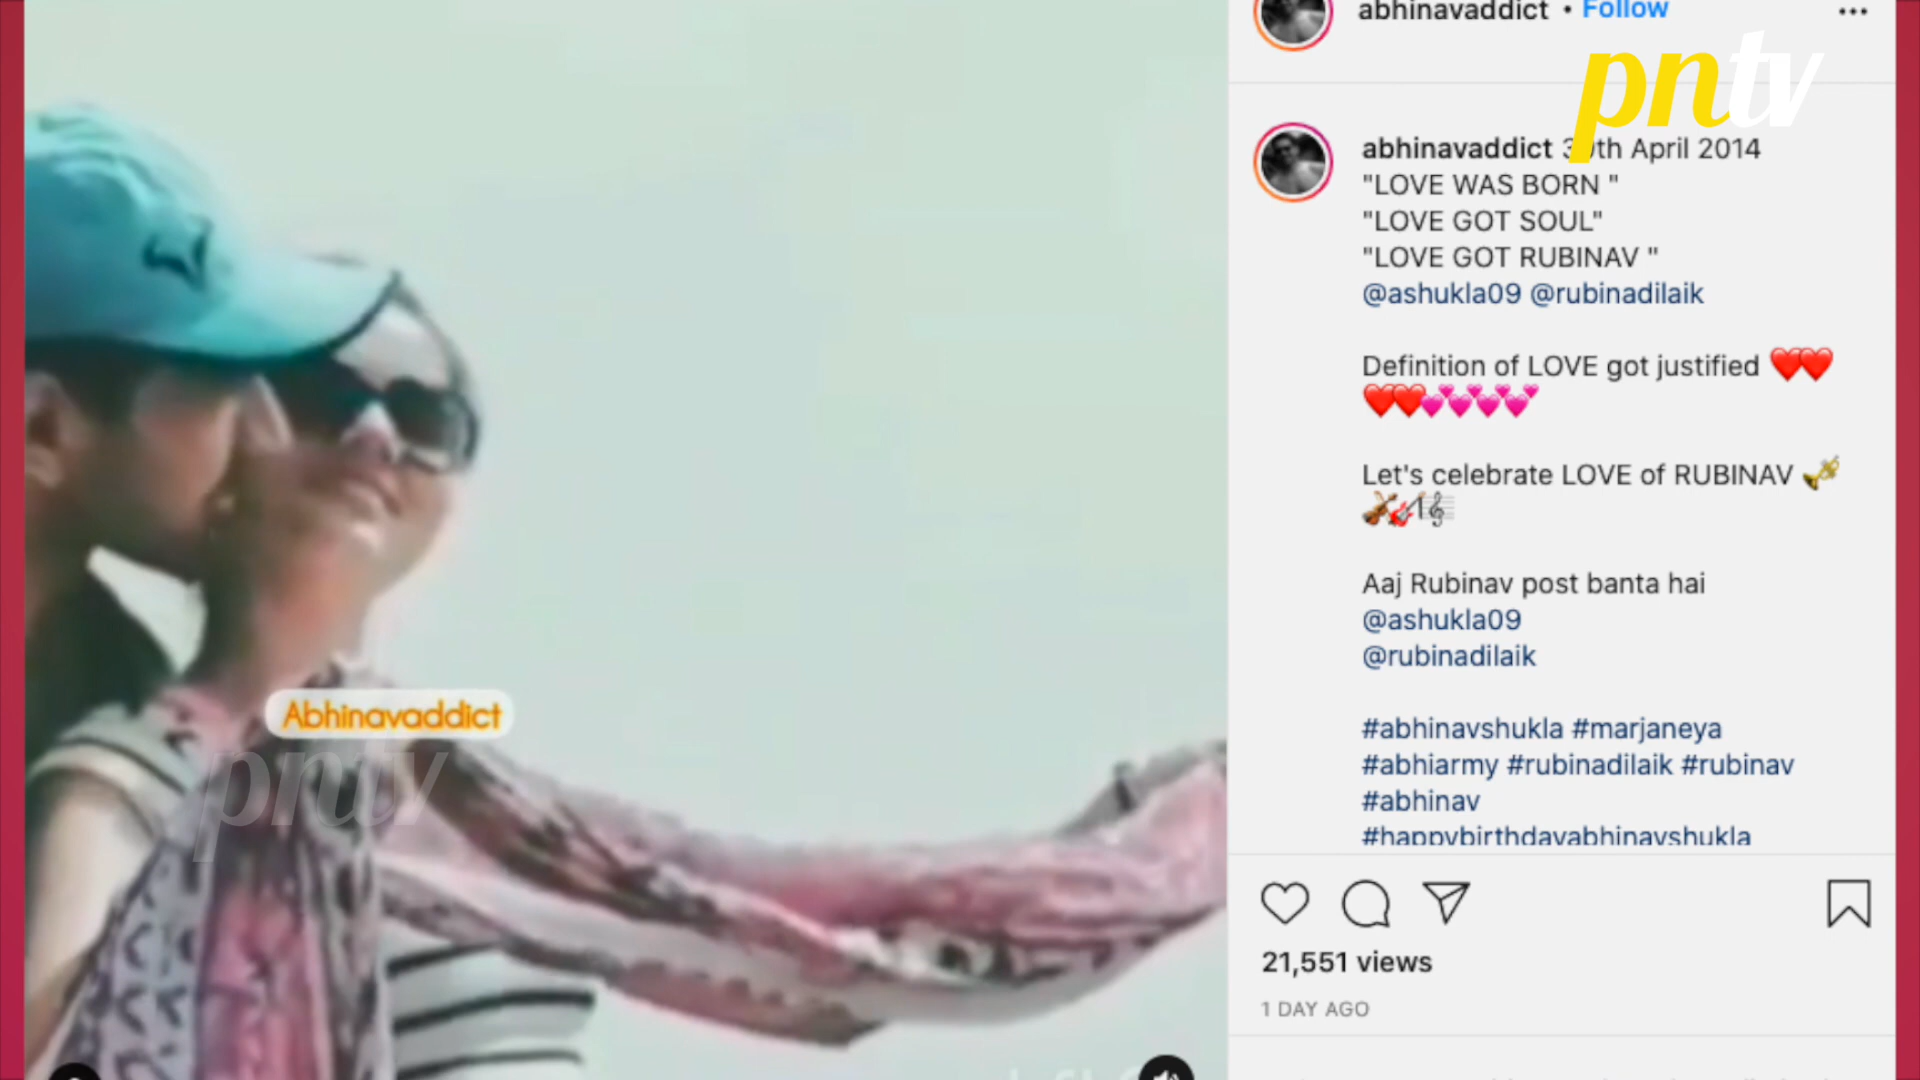 abhinavaddict • Follow
pntv
abhinavaddict 30th April 2014
"LOVE WAS BORN "
"LOVE GOT SOUL"
"LOVE GOT RUBINAV "
@ashukla09 @rubinadilaik
Definition of LOVE got justified ❤️❤️
❤️❤️💕💕💕💕
Let's celebrate LOVE of RUBINAV 🎺
🎻🎸🎼
Aaj Rubinav post banta hai
@ashukla09
@rubinadilaik
#abhinavshukla #marjaneya
#abhiarmy #rubinadilaik #rubinav
#abhinav
#happybirthdayabhinavshukla
21,551 views
1 DAY AGO
Abhinavaddict
pntv